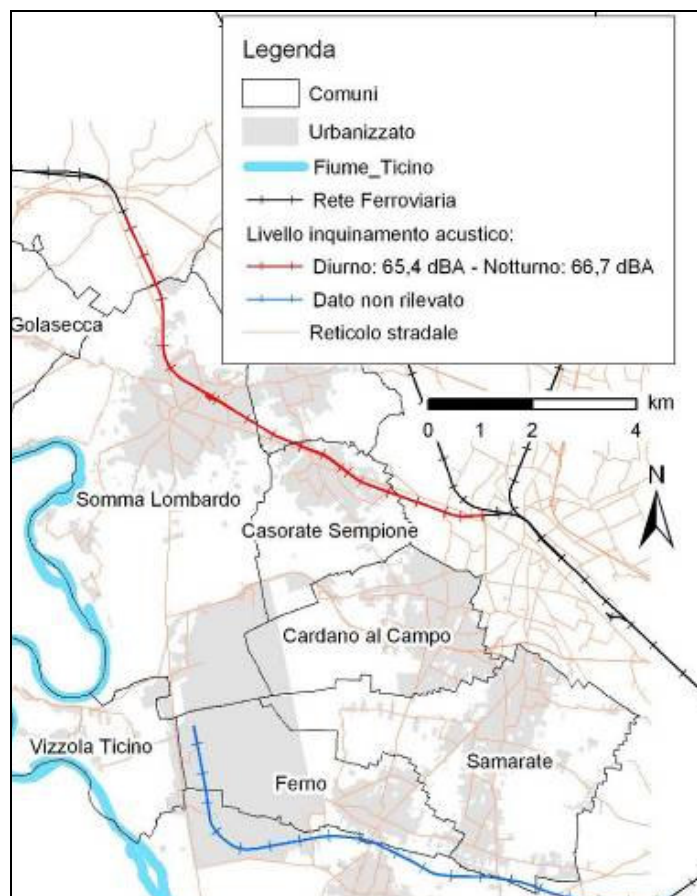 Legenda
Comuni
Urbanizzato
Fiume_Ticino
Rete Ferroviaria
Livello inquinamento acustico:
Diurno: 65,4 dBA - Notturno: 66,7 dBA
Dato non rilevato
Reticolo stradale
km
0 1 2 4
N
Golasecca
Somma Lombardo
Casorate Sempione
Cardano al Campo
Vizzola Ticino
Ferno
Samarate